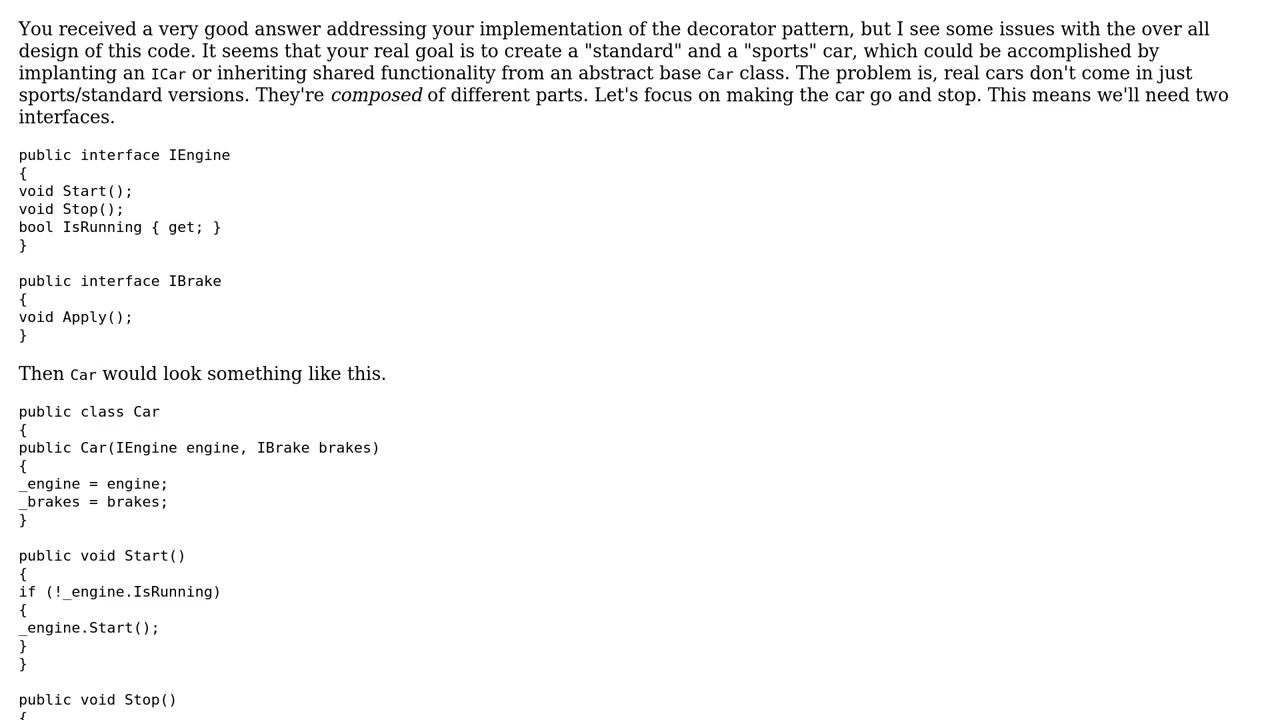 You received a very good answer addressing your implementation of the decorator pattern, but I see some issues with the over all
design of this code. It seems that your real goal is to create a "standard" and a "sports" car, which could be accomplished by
implanting an ICar or inheriting shared functionality from an abstract base Car class. The problem is, real cars don't come in just
sports/standard versions. They're composed of different parts. Let's focus on making the car go and stop. This means we'll need two
interfaces.
public interface IEngine
{
void Start();
void Stop();
bool IsRunning { get; }
}
public interface IBrake
{
void Apply();
}
Then Car would look something like this.
public class Car
{
public Car(IEngine engine, IBrake brakes)
{
_engine = engine;
_brakes = brakes;
}
public void Start()
{
if (!_engine.IsRunning)
{
_engine.Start();
}
}
public void Stop()
{